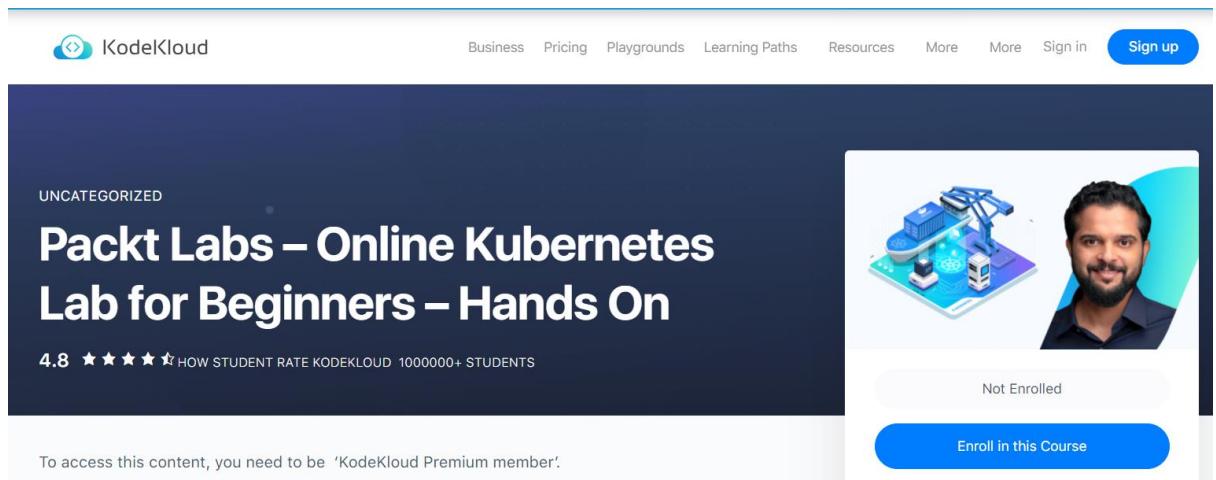 KodeKloud
Business Pricing Playgrounds Learning Paths Resources More More Sign in Sign up
UNCATEGORIZED
Packt Labs – Online Kubernetes
Lab for Beginners – Hands On
4.8 HOW STUDENT RATE KODEKLOUD 1000000+ STUDENTS
Not Enrolled
Enroll in this Course
To access this content, you need to be ‘KodeKloud Premium member’.